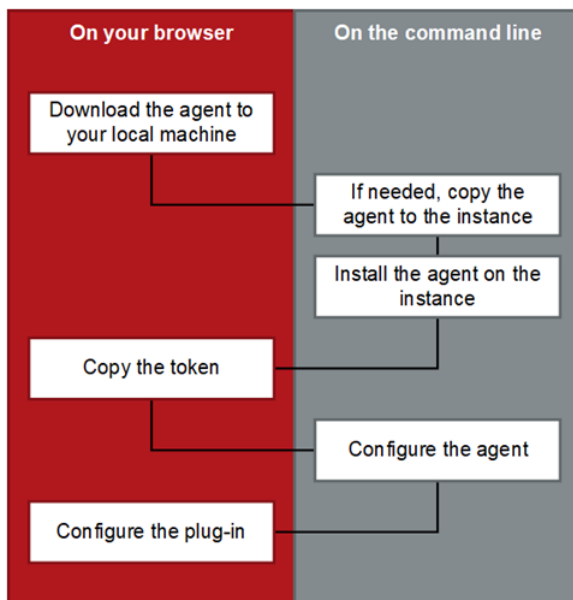 On your browser
On the command line
Download the agent to
your local machine
If needed, copy the
agent to the instance
Install the agent on the
instance
Copy the token
Configure the agent
Configure the plug-in